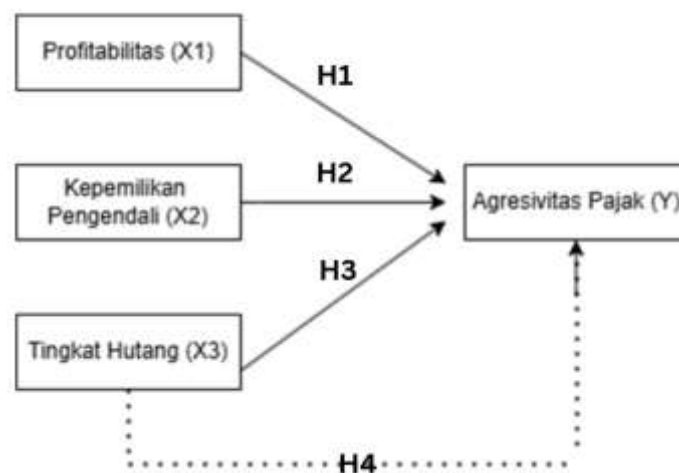 Profitabilitas (X1)
H1
Kepemilikan
Pengendali (X2)
H2
Agresivitas Pajak (Y)
H3
Tingkat Hutang (X3)
H4